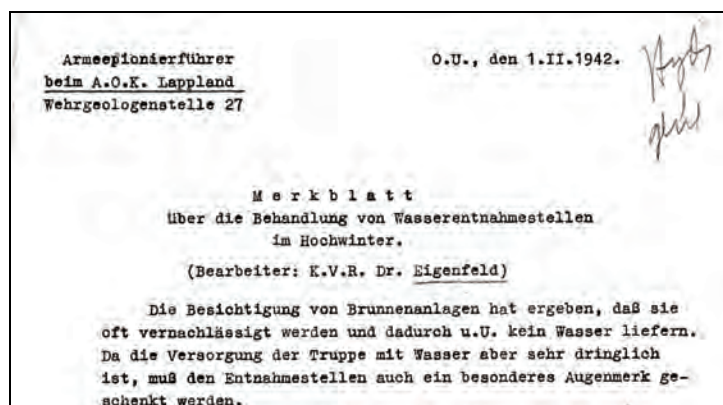 Armeepionierführer
beim A.O.K. Lappland
Wehrgeologenstelle 27
O.U., den 1.II.1942.
M e r k b l a t t
über die Behandlung von Wasserentnahmestellen
im Hochwinter.
(Bearbeiter: K.V.R. Dr. Eigenfeld)
Die Besichtigung von Brunnenanlagen hat ergeben, daß sie
oft vernachlässigt werden und dadurch u.U. kein Wasser liefern.
Da die Versorgung der Truppe mit Wasser aber sehr dringlich
ist, muß den Entnahmestellen auch ein besonderes Augenmerk ge-
schenkt werden.